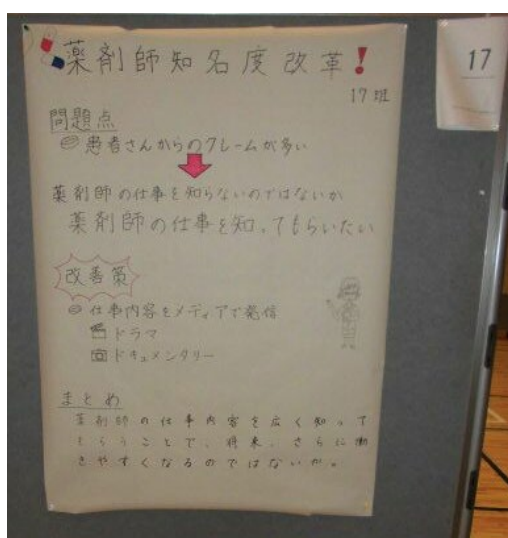 薬剤師知名度改革!
17
17班
問題点
患者さんからのクレームが多い
薬剤師の仕事を知らないのではないか
薬剤師の仕事を知ってもらいたい
改善策
仕事内容をメディアで発信
ドラマ
ドキュメンタリー
まとめ
薬剤師の仕事内容を広く知って
もらうことで、将来、さらに働
きやすくなるのではないか。